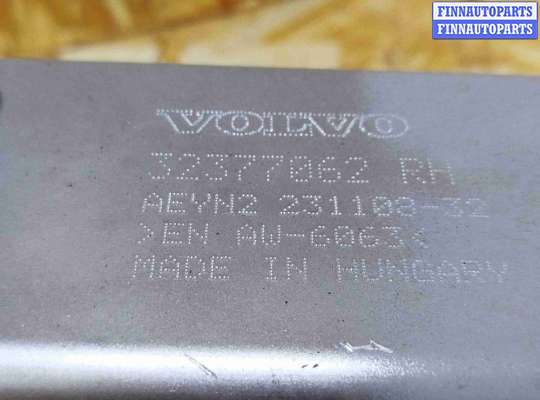 FINNAUTOPARTS
FINNAUTOPARTS
VOLVO
32377062 RH
AEYN2 231108-32
>EN AW-6063<
MADE IN HUNGARY